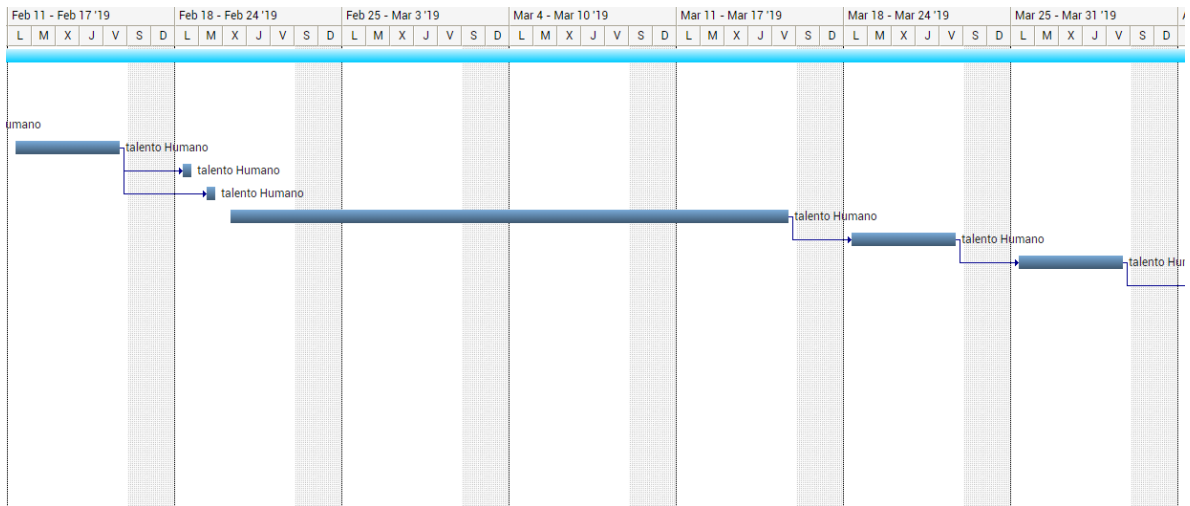 Feb 11 - Feb 17 '19 Feb 18 - Feb 24 '19 Feb 25 - Mar 3 '19 Mar 4 - Mar 10 '19 Mar 11 - Mar 17 '19 Mar 18 - Mar 24 '19 Mar 25 - Mar 31 '19 A
L M X J V S D L M X J V S D L M X J V S D L M X J V S D L M X J V S D L M X J V S D L M X J V S D
umano
talento Humano
talento Humano
talento Humano
talento Humano
talento Humano
talento Hur